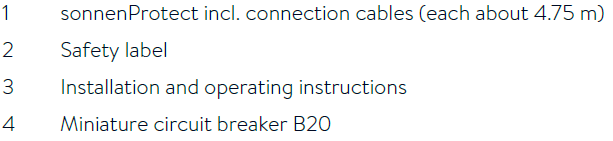 1 sonnenProtect incl. connection cables (each about 4.75 m)
2 Safety label
3 Installation and operating instructions
4 Miniature circuit breaker B20